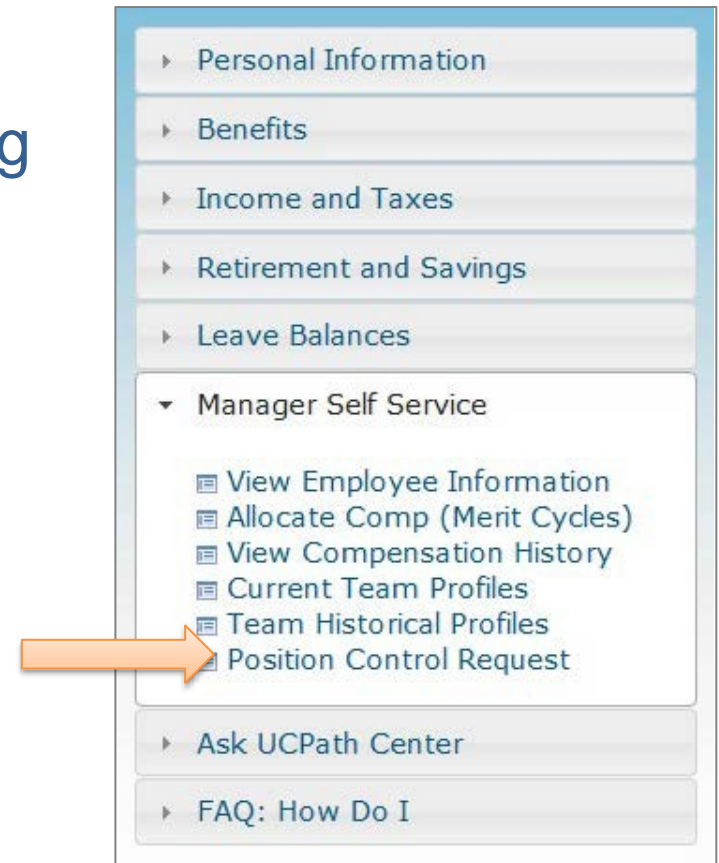 g
Personal Information
Benefits
Income and Taxes
Retirement and Savings
Leave Balances
Manager Self Service
View Employee Information
Allocate Comp (Merit Cycles)
View Compensation History
Current Team Profiles
Team Historical Profiles
Position Control Request
Ask UCPath Center
FAQ: How Do I